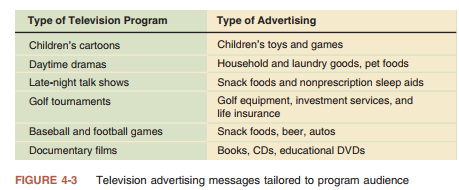 Type of Television Program Type of Advertising
Children's cartoons Children's toys and games
Daytime dramas Household and laundry goods, pet foods
Late-night talk shows Snack foods and nonprescription sleep aids
Golf tournaments Golf equipment, investment services, and
life insurance
Baseball and football games Snack foods, beer, autos
Documentary films Books, CDs, educational DVDs
FIGURE 4-3 Television advertising messages tailored to program audience